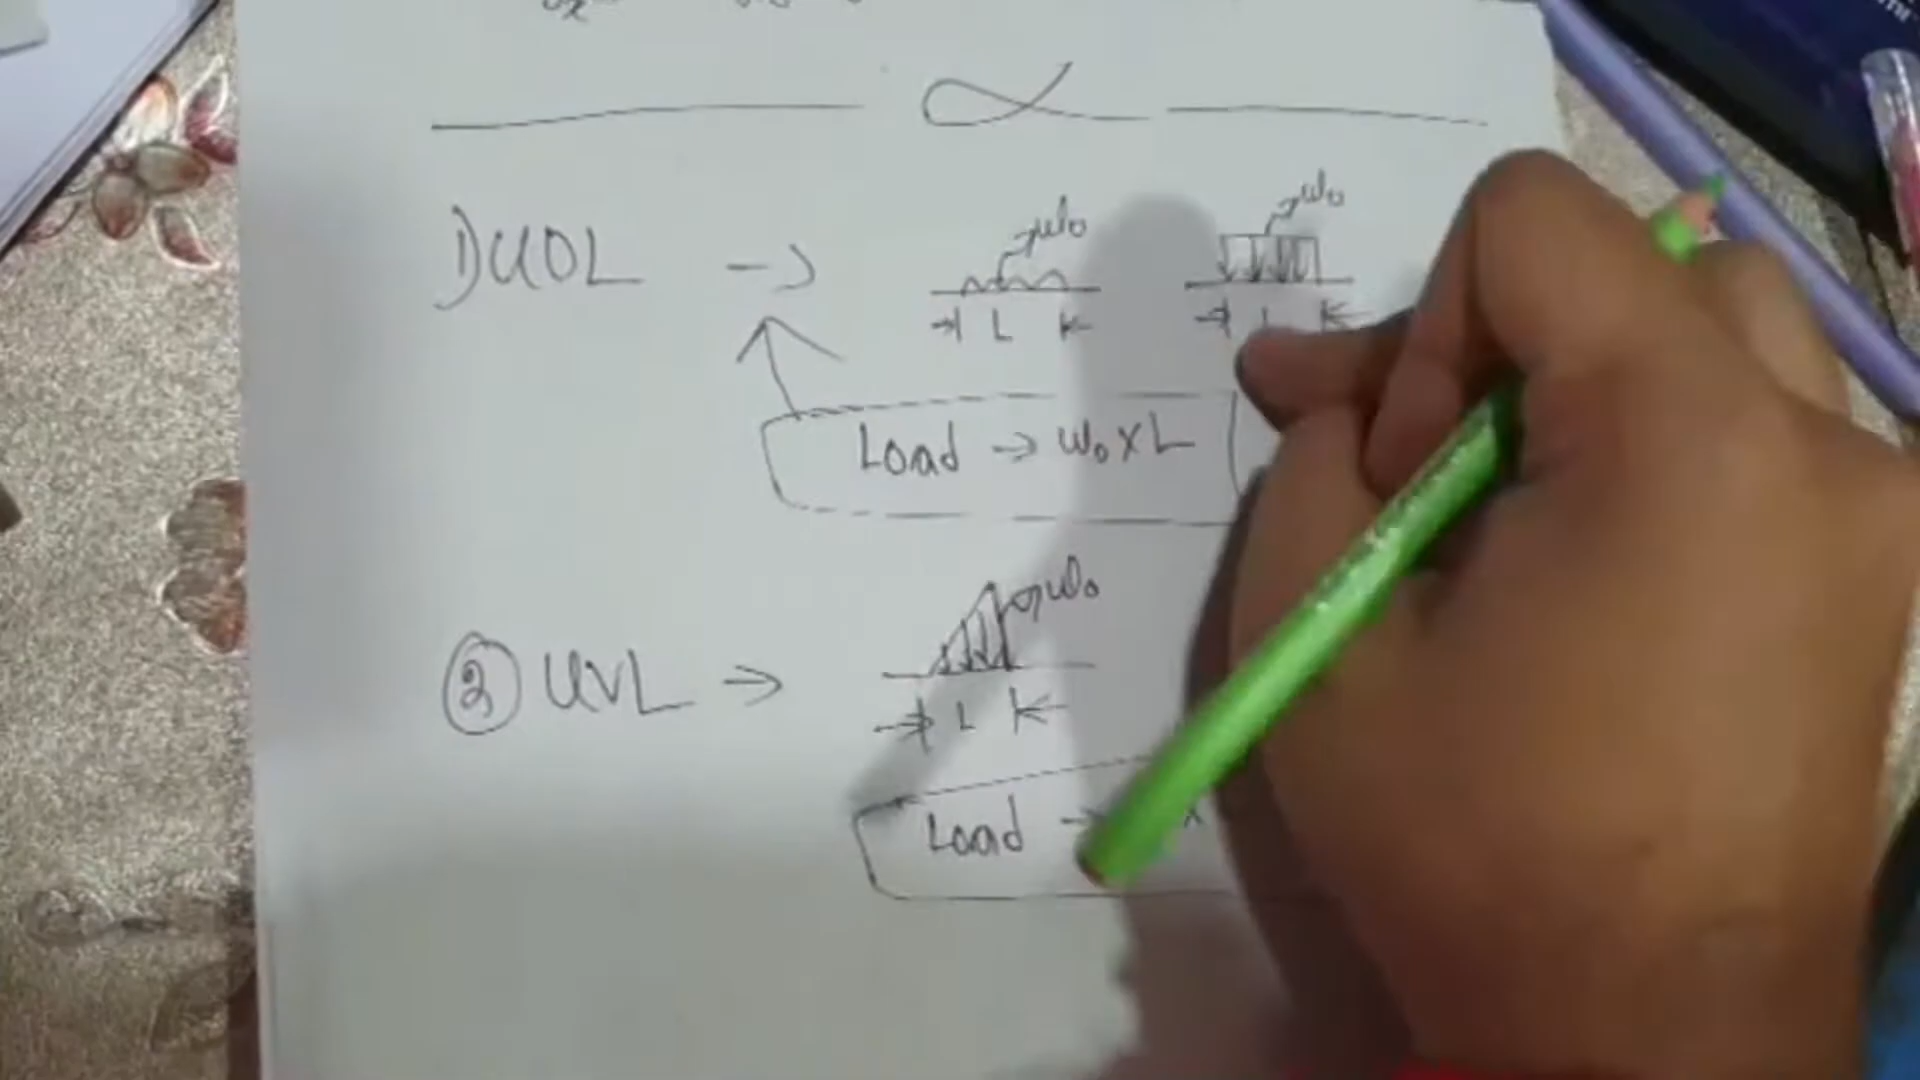 1) UDL →
w₀
w₀
L
L
Load → w₀ x L
w₀
② UVL →
L
Load → x